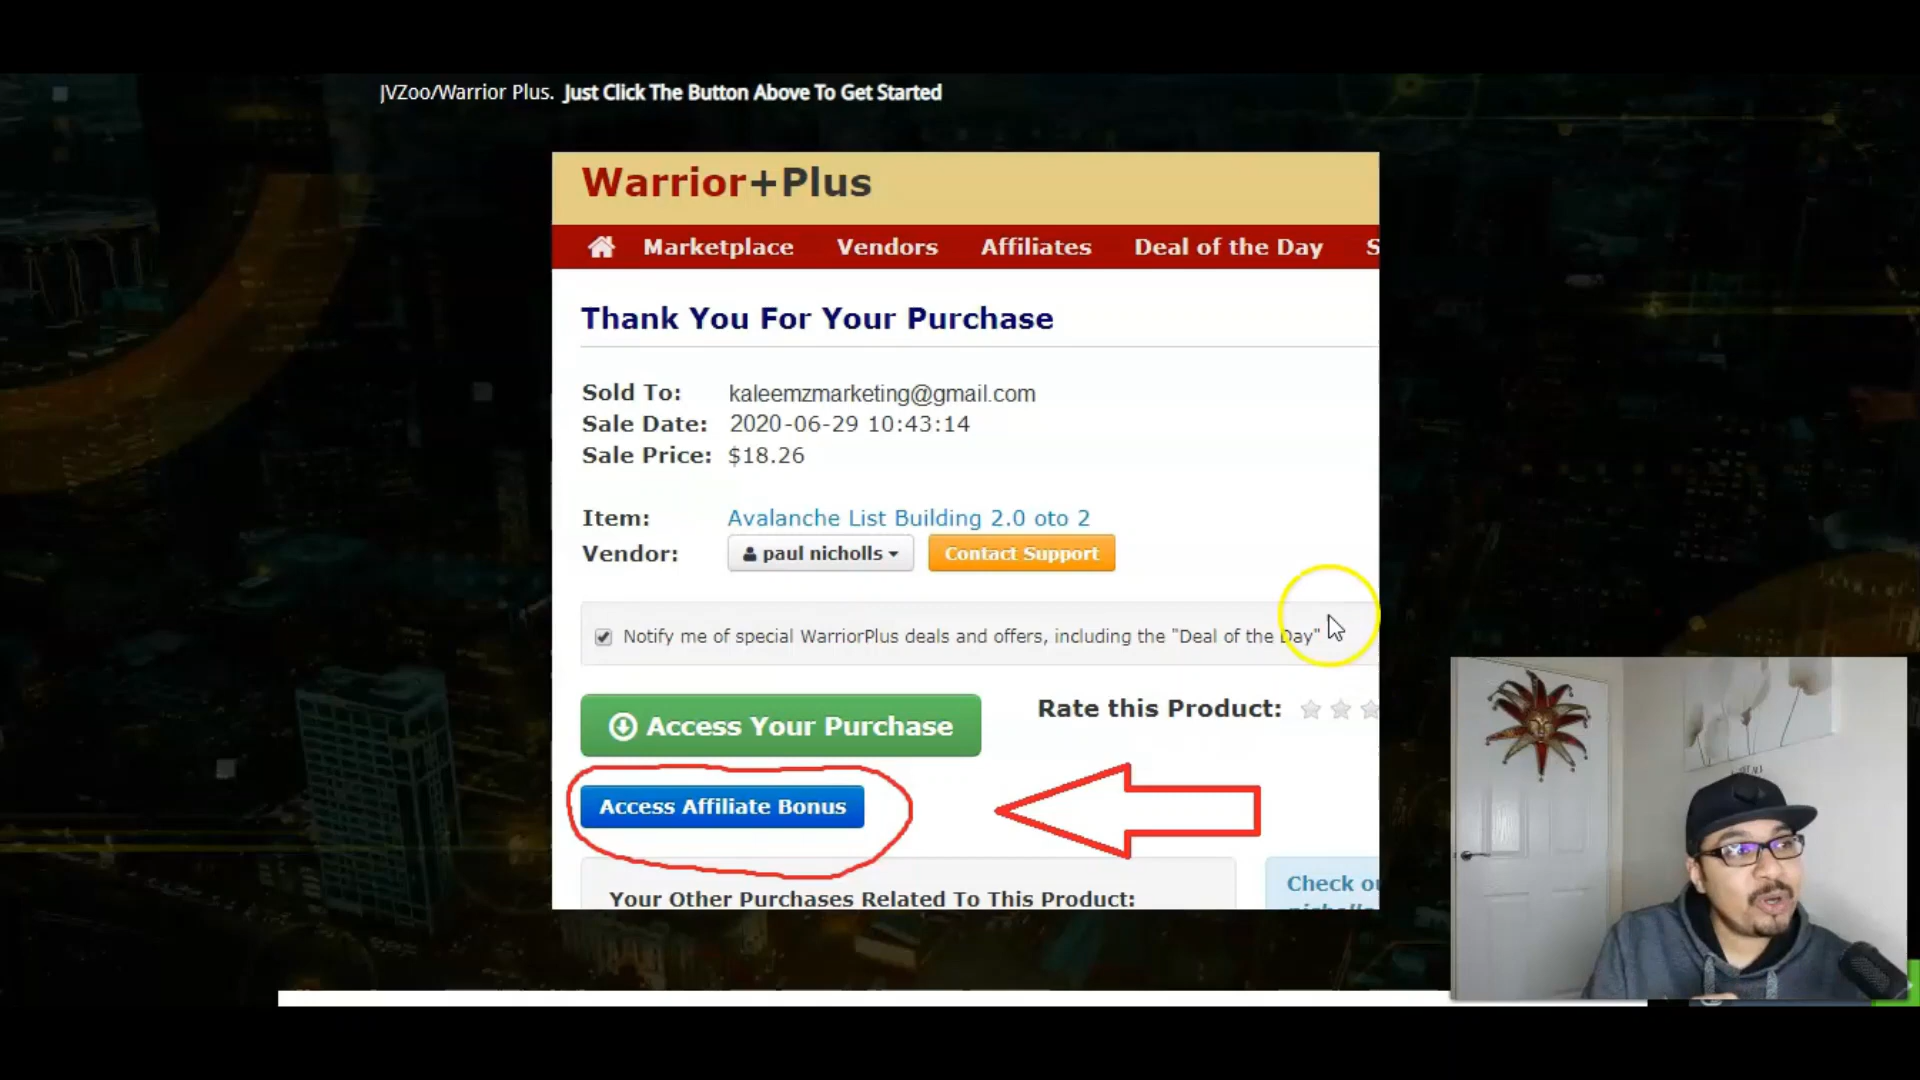 JVZoo/Warrior Plus. Just Click The Button Above To Get Started
Warrior+Plus
Marketplace Vendors Affiliates Deal of the Day S
Thank You For Your Purchase
Sold To: kaleemzmarketing@gmail.com
Sale Date: 2020-06-29 10:43:14
Sale Price: $18.26
Item: Avalanche List Building 2.0 oto 2
Vendor: paul nicholls Contact Support
Notify me of special WarriorPlus deals and offers, including the "Deal of the Day"
Access Your Purchase
Rate this Product:
Access Affiliate Bonus
Your Other Purchases Related To This Product:
Check ou